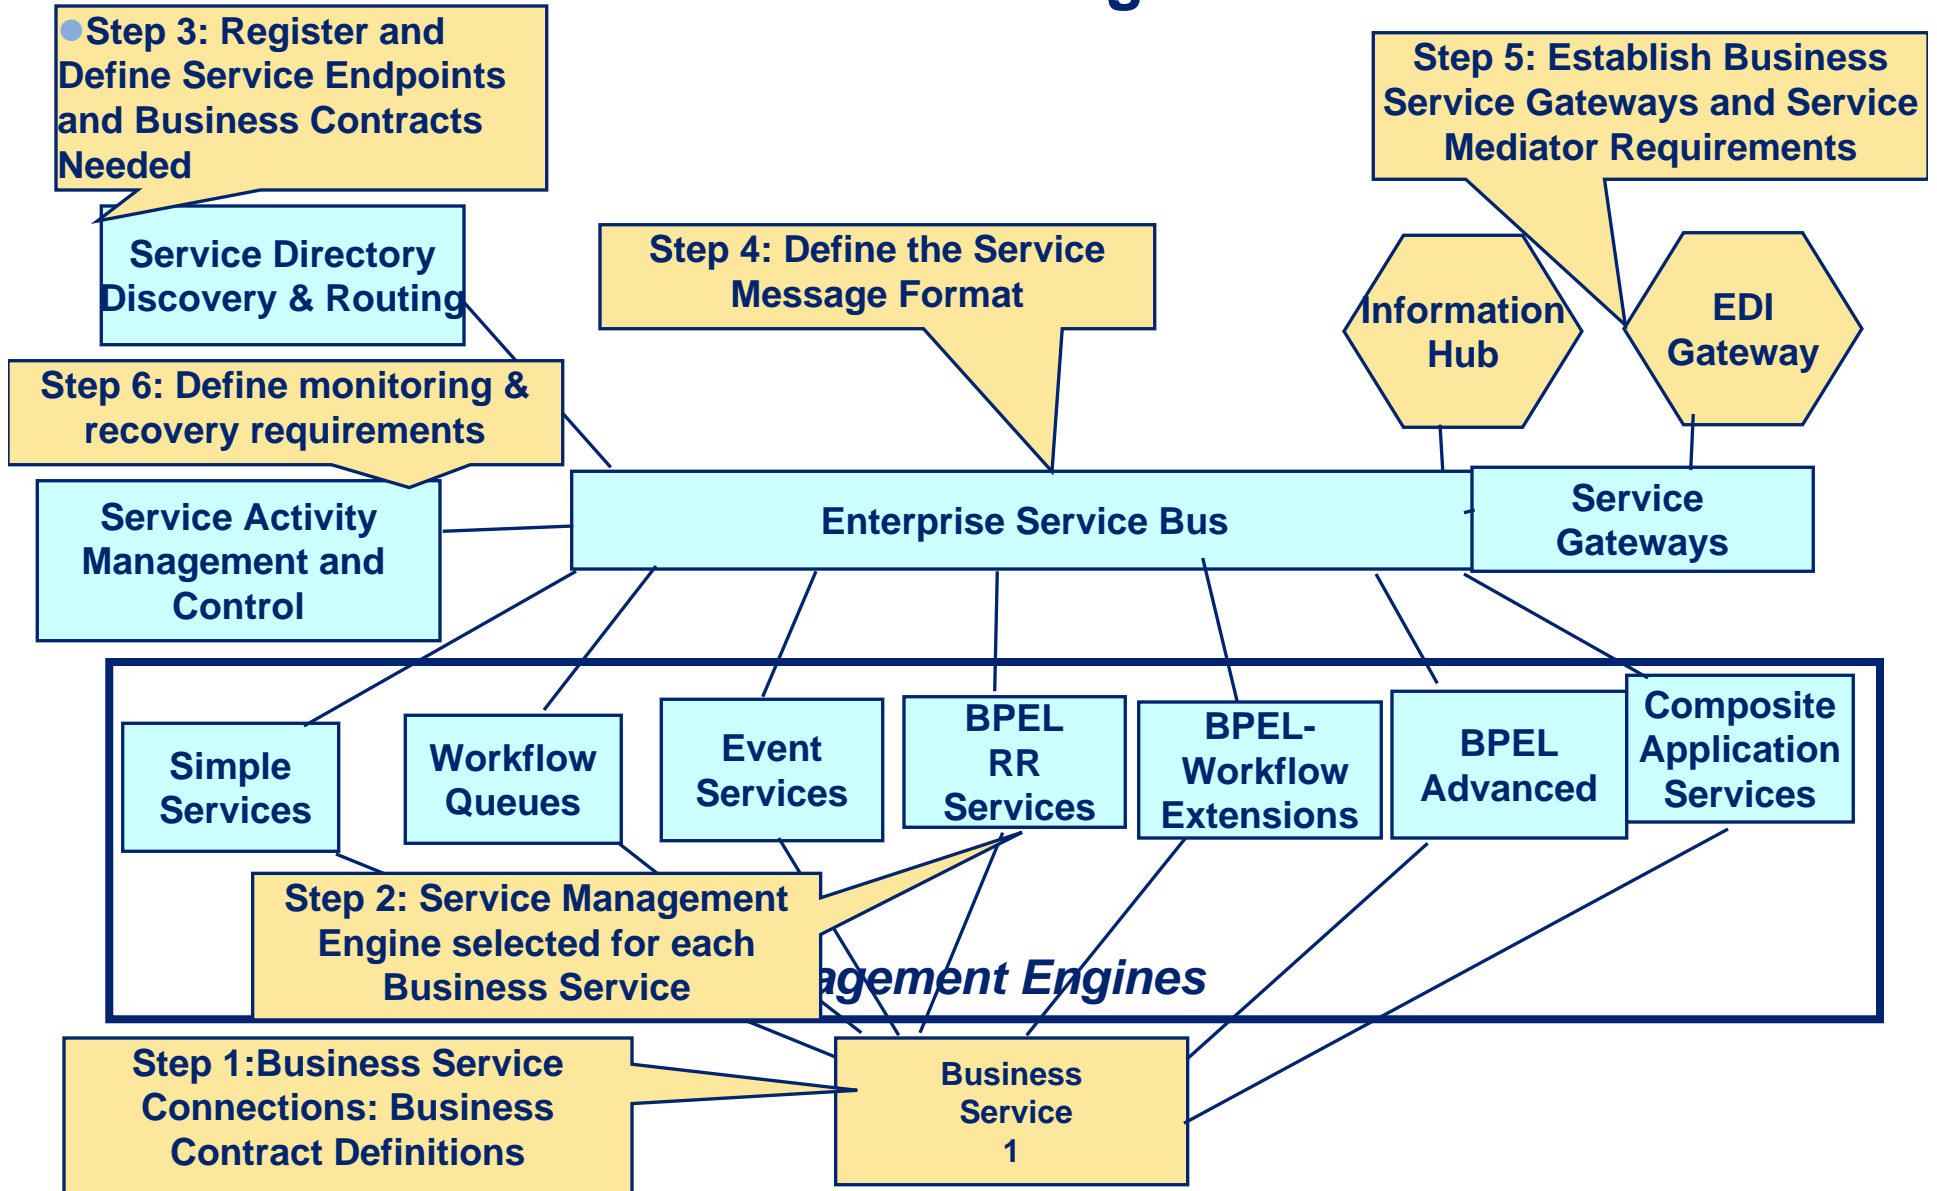 Step 3: Register and
Define Service Endpoints
and Business Contracts
Needed
Step 5: Establish Business
Service Gateways and Service
Mediator Requirements
Service Directory
Discovery & Routing
Step 4: Define the Service
Message Format
Information
Hub
EDI
Gateway
Step 6: Define monitoring &
recovery requirements
Service Activity
Management and
Control
Enterprise Service Bus
Service
Gateways
Simple
Services
Workflow
Queues
Event
Services
BPEL
RR
Services
BPEL-
Workflow
Extensions
BPEL
Advanced
Composite
Application
Services
Step 2: Service Management
Engine selected for each
Business Service
agement Engines
Step 1:Business Service
Connections: Business
Contract Definitions
Business
Service
1